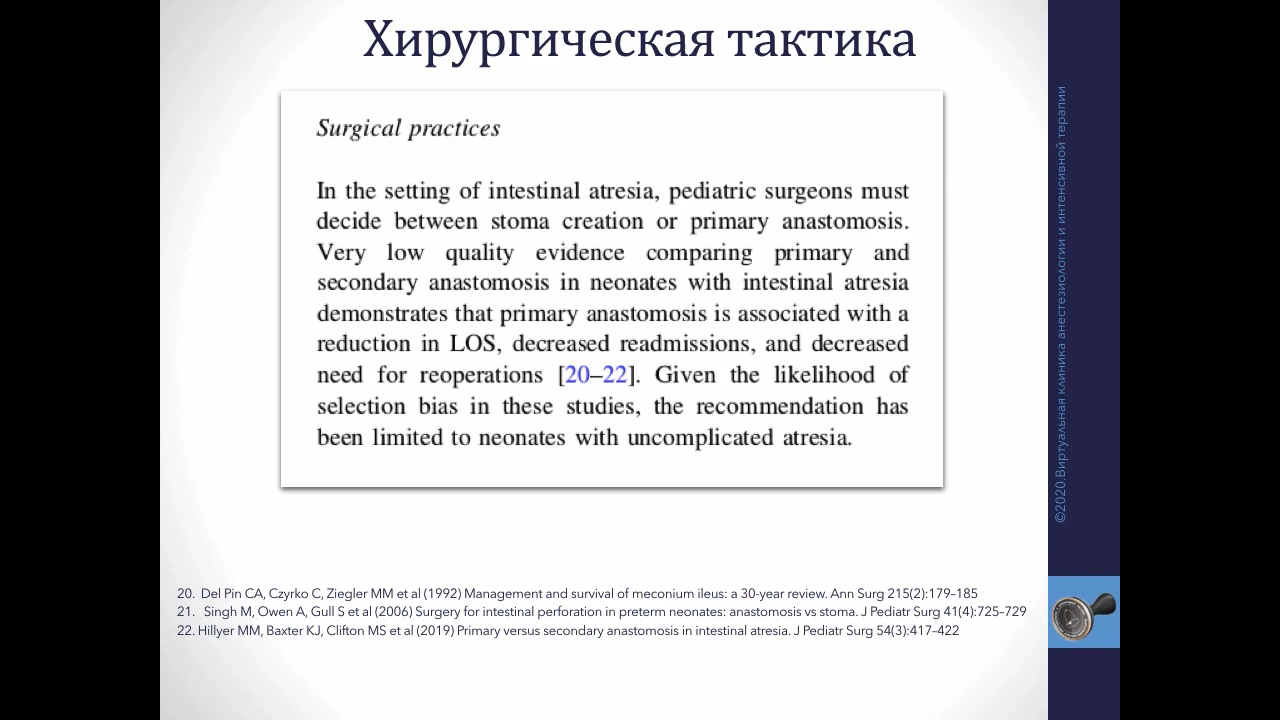 Хирургическая тактика
Surgical practices
In the setting of intestinal atresia, pediatric surgeons must
decide between stoma creation or primary anastomosis.
Very low quality evidence comparing primary and
secondary anastomosis in neonates with intestinal atresia
demonstrates that primary anastomosis is associated with a
reduction in LOS, decreased readmissions, and decreased
need for reoperations [20–22]. Given the likelihood of
selection bias in these studies, the recommendation has
been limited to neonates with uncomplicated atresia.
20. Del Pin CA, Czyrko C, Ziegler MM et al (1992) Management and survival of meconium ileus: a 30-year review. Ann Surg 215(2):179–185
21. Singh M, Owen A, Gull S et al (2006) Surgery for intestinal perforation in preterm neonates: anastomosis vs stoma. J Pediatr Surg 41(4):725–729
22. Hillyer MM, Baxter KJ, Clifton MS et al (2019) Primary versus secondary anastomosis in intestinal atresia. J Pediatr Surg 54(3):417–422
©2020.Виртуальная клиника анестезиологии и интенсивной терапии